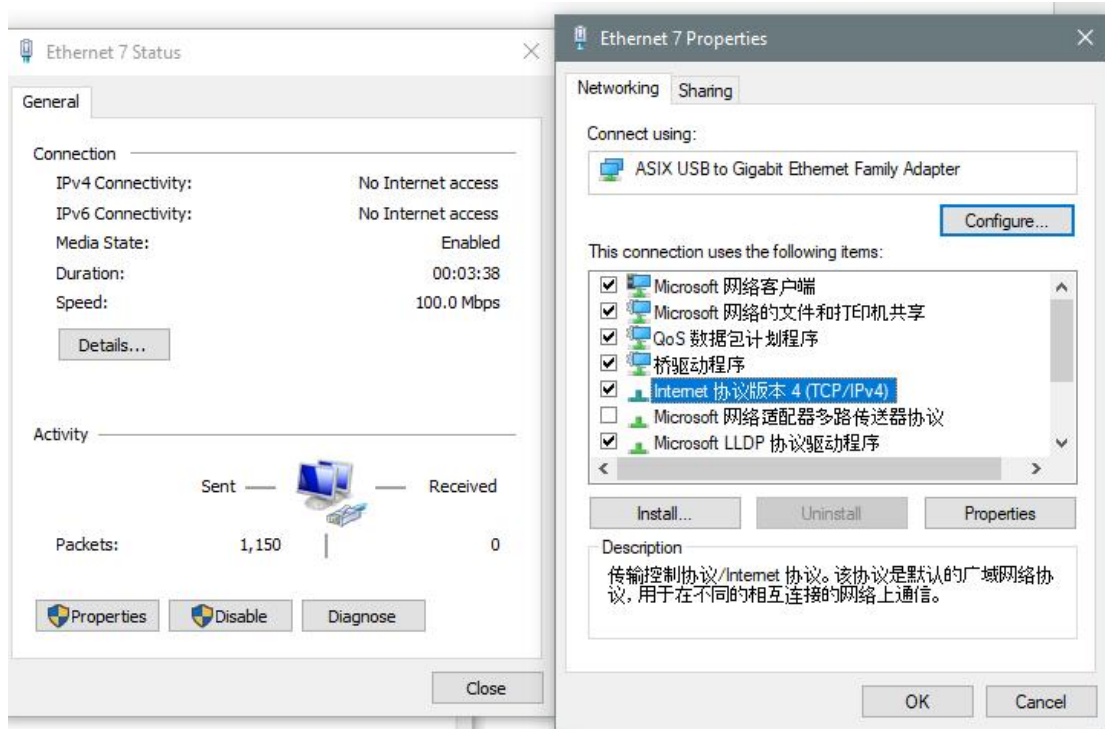 Ethernet 7 Status
General
Connection
IPv4 Connectivity: No Internet access
IPv6 Connectivity: No Internet access
Media State: Enabled
Duration: 00:03:38
Speed: 100.0 Mbps
Details...
Activity
Sent Received
Packets: 1,150 0
Properties Disable Diagnose
Close
Ethernet 7 Properties
Networking Sharing
Connect using:
ASIX USB to Gigabit Ethernet Family Adapter
Configure...
This connection uses the following items:
Microsoft 网络客户端
Microsoft 网络的文件和打印机共享
QoS 数据包计划程序
桥驱动程序
Internet 协议版本 4 (TCP/IPv4)
Microsoft 网络适配器多路传送器协议
Microsoft LLDP 协议驱动程序
Install... Uninstall Properties
Description
传输控制协议/Internet 协议。该协议是默认的广域网络协
议,用于在不同的相互连接的网络上通信。
OK Cancel